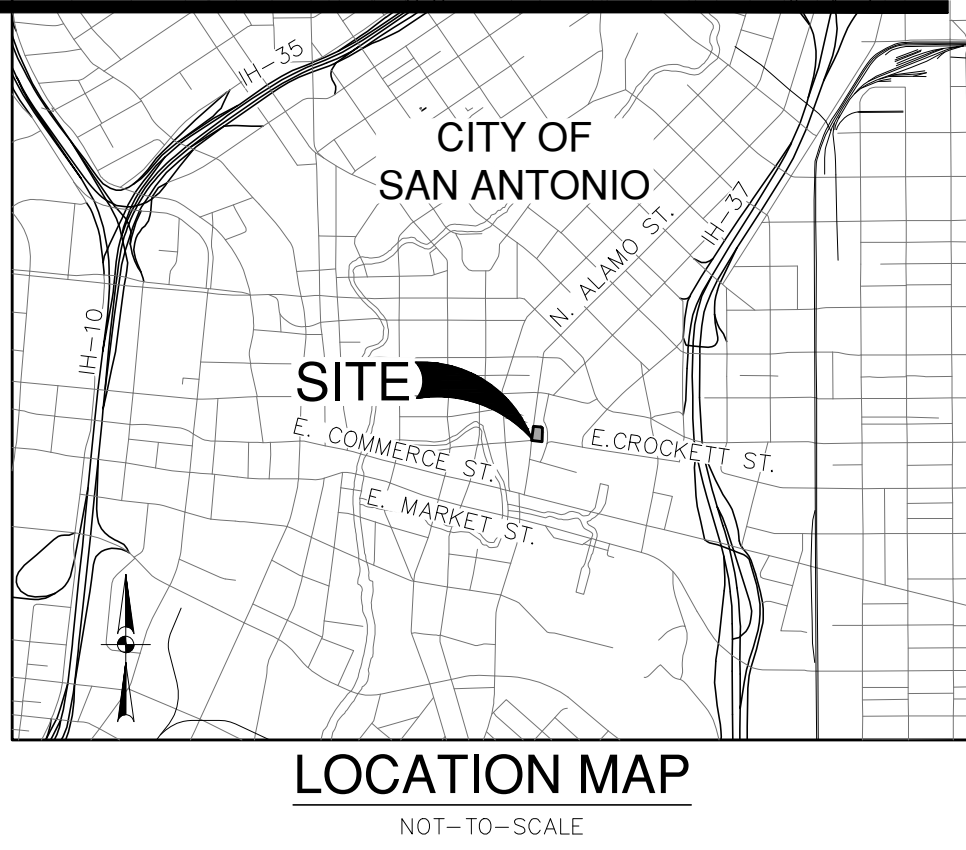 IH-35
CITY OF
SAN ANTONIO
N. ALAMO ST.
IH-37
IH-10
SITE
E. COMMERCE ST.
E.CROCKETT ST.
E. MARKET ST.
LOCATION MAP
NOT-TO-SCALE